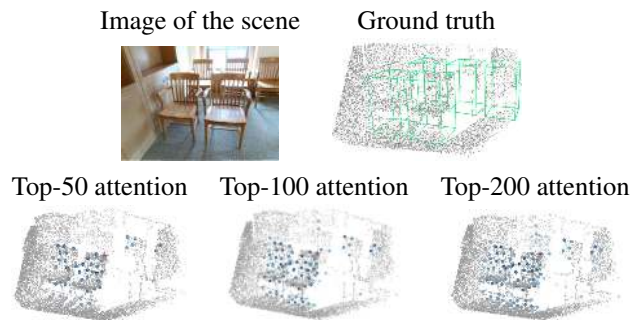 Image of the scene
Ground truth
Top-50 attention
Top-100 attention
Top-200 attention